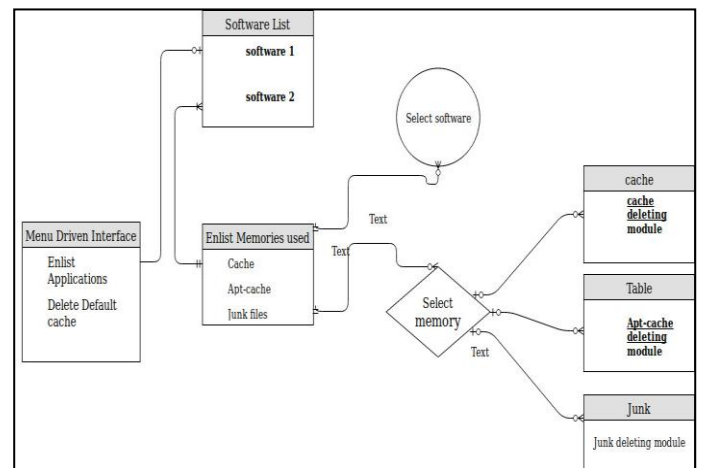 Software List
software 1
software 2
Select software
Menu Driven Interface
Enlist
Applications
Delete Default
cache
Enlist Memories used
Cache
Apt-cache
Junk files
Text
Text
Select
memory
Text
cache
cache
deleting
module
Table
Apt-cache
deleting
module
Junk
Junk deleting module